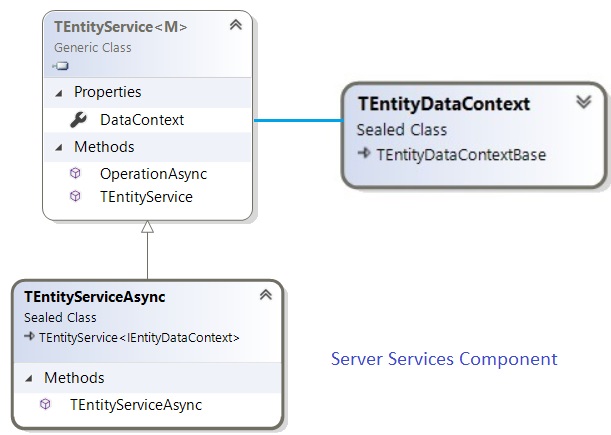 TEntityService<M>
Generic Class
Properties
DataContext
Methods
OperationAsync
TEntityService
TEntityDataContext
Sealed Class
TEntityDataContextBase
TEntityServiceAsync
Sealed Class
TEntityService<IEntityDataContext>
Methods
TEntityServiceAsync
Server Services Component